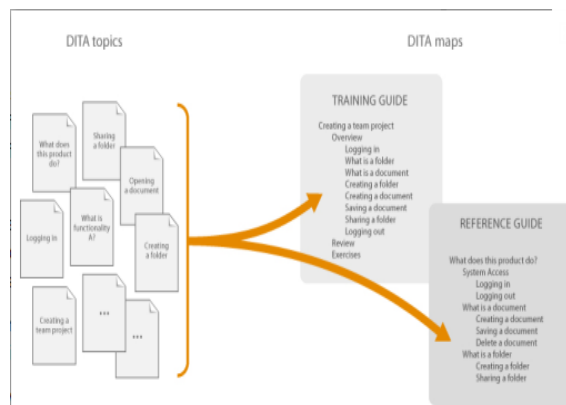 DITA topics
DITA maps
What does
this product
do?
Sharing
a folder
Opening
a document
Logging in
What is
functionality
A?
Creating
a folder
Creating a
team project
...
...
TRAINING GUIDE
Creating a team project
Overview
Logging in
What is a folder
What is a document
Creating a folder
Creating a document
Saving a document
Sharing a folder
Logging out
Review
Exercises
REFERENCE GUIDE
What does this product do?
System Access
Logging in
Logging out
What is a document
Creating a document
Saving a document
Delete a document
What is a folder
Creating a folder
Sharing a folder